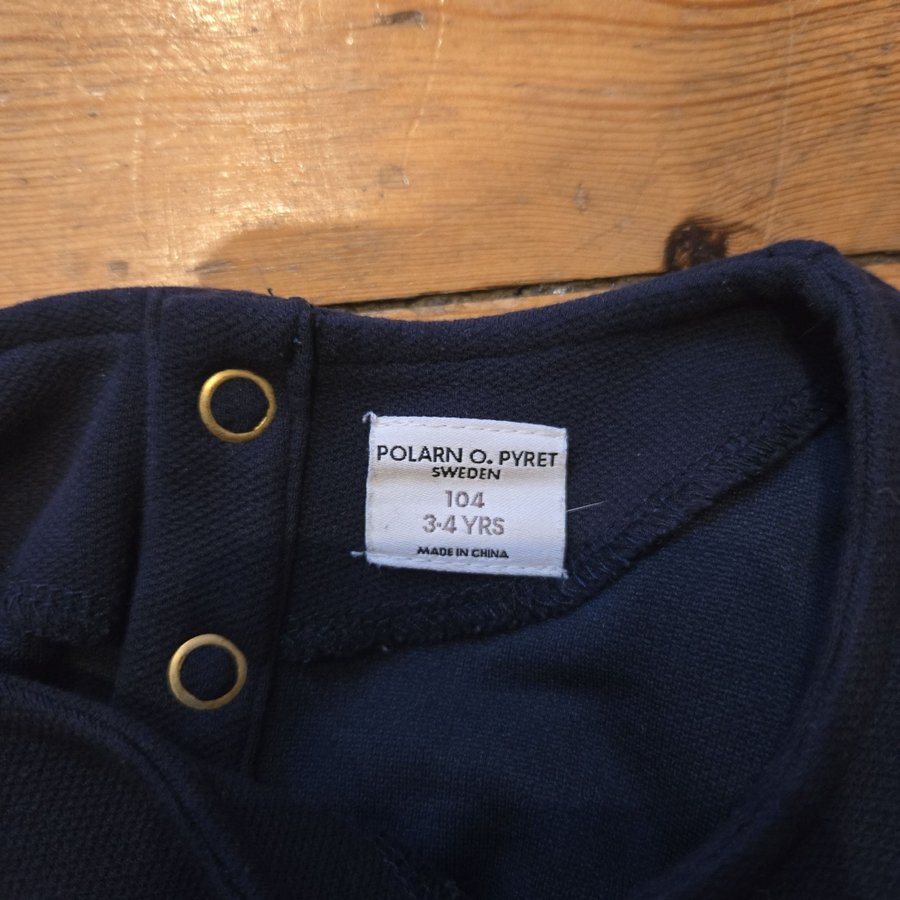 POLARN O. PYRET
SWEDEN
104
3-4 YRS
MADE IN CHINA